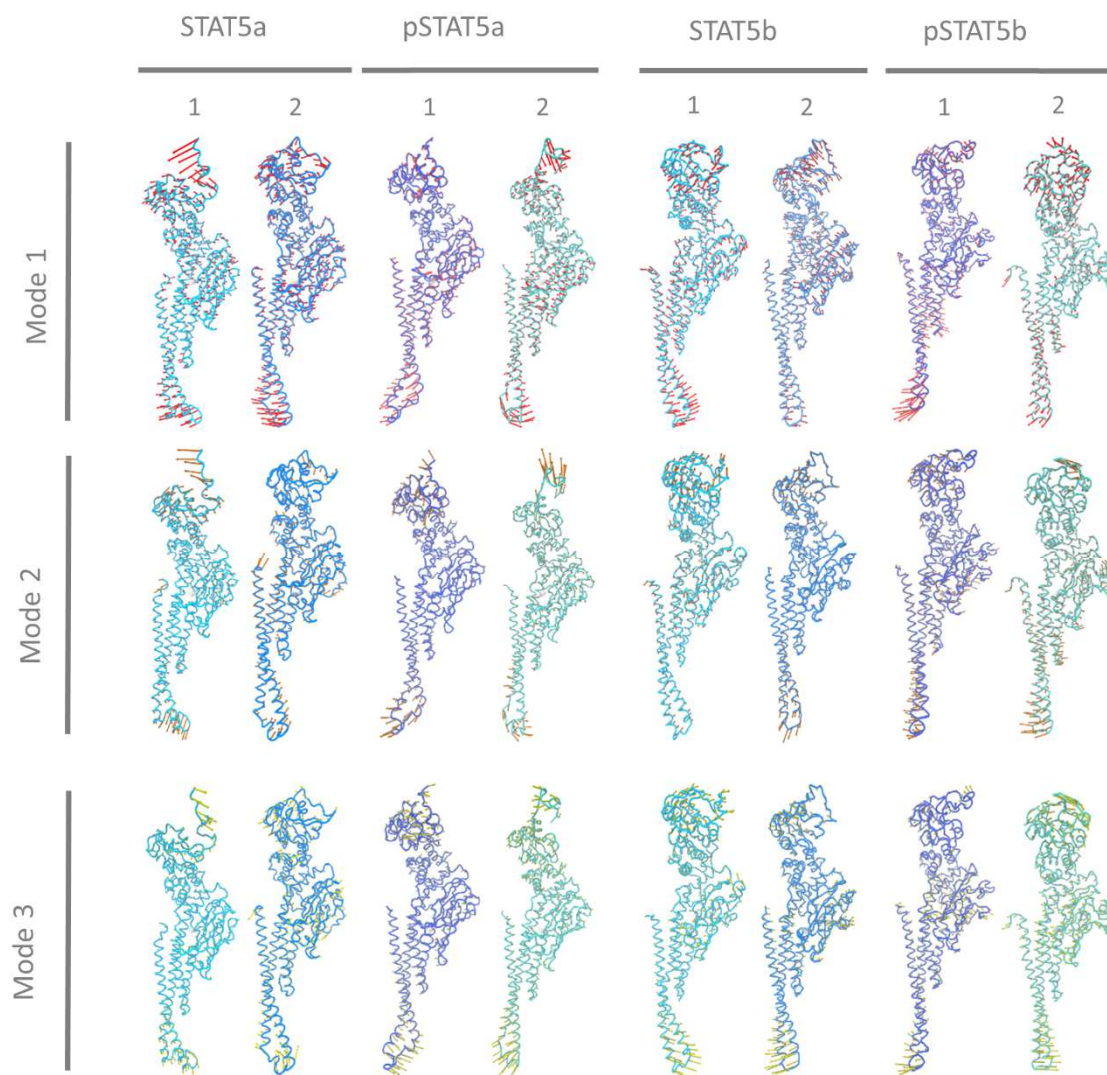 STAT5a pSTAT5a STAT5b pSTAT5b
1 2 1 2 1 2 1 2
Mode 1
Mode 2
Mode 3